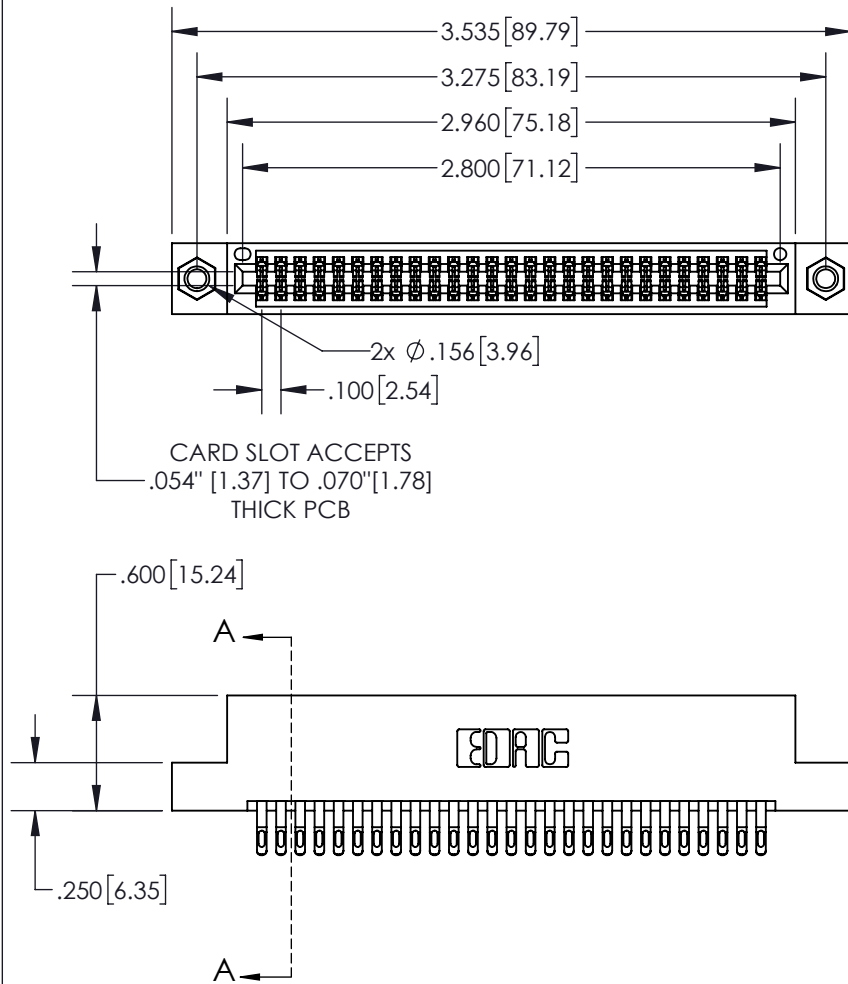 3.535[89.79]
3.275[83.19]
2.960[75.18]
2.800[71.12]
2x Ø.156[3.96]
.100[2.54]
CARD SLOT ACCEPTS
.054" [1.37] TO .070"[1.78]
THICK PCB
.600[15.24]
A
EDAC
.250[6.35]
A